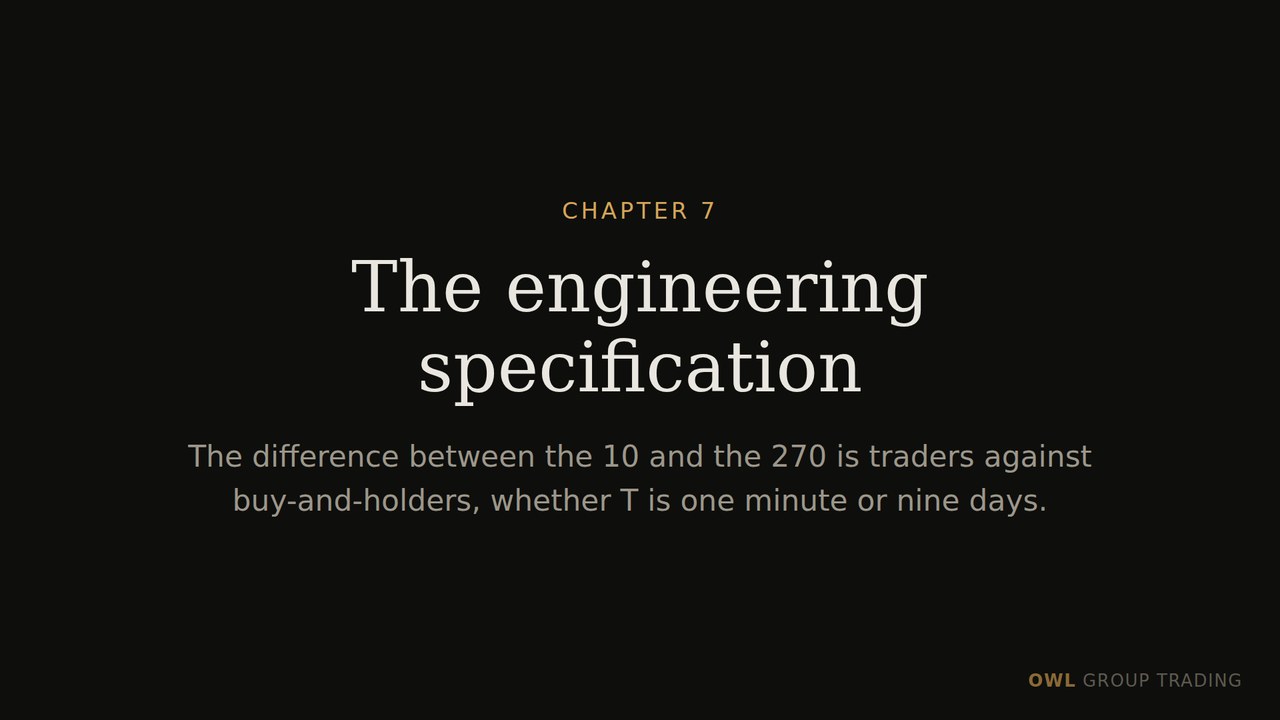 CHAPTER 7
The engineering
specification
The difference between the 10 and the 270 is traders against
buy-and-holders, whether T is one minute or nine days.
OWL GROUP TRADING